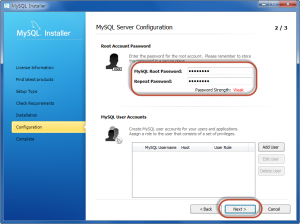 MySQL Installer
MySQL Server Configuration
2 / 3
MySQL Installer
Root Account Password
Enter the password for the root account. Please remember to store
MySQL Root Password: ••••••••
Repeat Password: ••••••••
Password Strength: Weak
License Information
Find latest products
Setup Type
Check Requirements
Installation
Configuration
Complete
MySQL User Accounts
Create MySQL user accounts for your users and applications.
Assign a role to the user that consists of a set of privileges.
MySQL Username
Host
User Role
Add User
Edit User
Delete User
< Back
Next >
Cancel